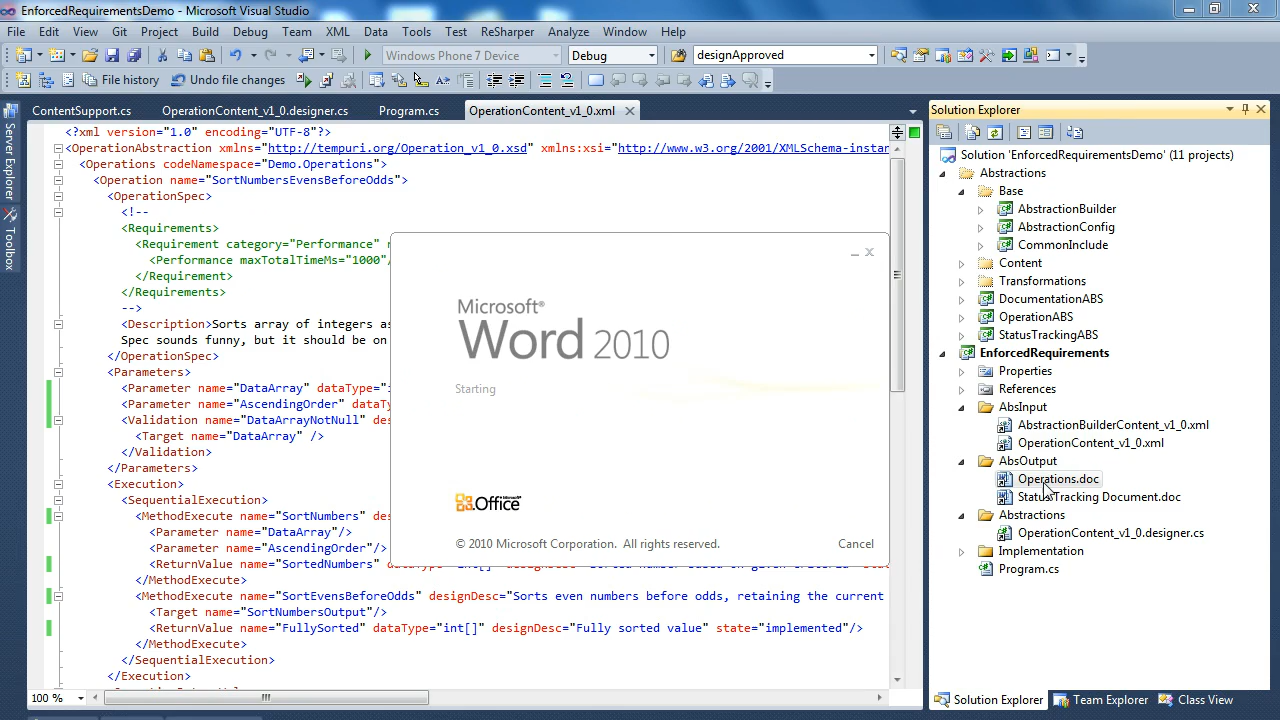 EnforcedRequirementsDemo - Microsoft Visual Studio
File Edit View Project Git Build Debug Team XML Data Tools Test ReSharper Analyze Window Help
Windows Phone 7 Device Debug designApproved
File history Undo file changes
ContentSupport.cs OperationContent_v1_0.designer.cs Program.cs OperationContent_v1_0.xml
Server Explorer
Toolbox
<?xml version="1.0" encoding="UTF-8"?>
<OperationAbstraction xmlns="http://tempuri.org/Operation_v1_0.xsd" xmlns:xsi="http://www.w3.org/2001/XMLSchema-instar
<Operations codeNamespace="Demo.Operations">
<Operation name="SortNumbersEvensBeforeOdds">
<OperationSpec>
<!--
<Requirements>
<Requirement category="Performance"
<Performance maxTotalTimeMs="1000"/
</Requirement>
</Requirements>
-->
<Description>Sorts array of integers as
Spec sounds funny, but it should be on
</OperationSpec>
<Parameters>
<Parameter name="DataArray" dataType="i
<Parameter name="AscendingOrder" dataTy
<Validation name="DataArrayNotNull" des
<Target name="DataArray" />
</Validation>
</Parameters>
<Execution>
<SequentialExecution>
<MethodExecute name="SortNumbers" des
<Parameter name="DataArray"/>
<Parameter name="AscendingOrder"/>
<ReturnValue name="SortedNumbers"
</MethodExecute>
<MethodExecute name="SortEvensBeforeOdds" designDesc="Sorts even numbers before odds, retaining the current
<Target name="SortNumbersOutput"/>
<ReturnValue name="FullySorted" dataType="int[]" designDesc="Fully sorted value" state="implemented"/>
</MethodExecute>
</SequentialExecution>
</Execution>
100 %
Microsoft®
Word 2010
Starting
Office
© 2010 Microsoft Corporation. All rights reserved. Cancel
Solution Explorer
Solution 'EnforcedRequirementsDemo' (11 projects)
Abstractions
Base
AbstractionBuilder
AbstractionConfig
CommonInclude
Content
Transformations
DocumentationABS
OperationABS
StatusTrackingABS
EnforcedRequirements
Properties
References
AbsInput
AbstractionBuilderContent_v1_0.xml
OperationContent_v1_0.xml
AbsOutput
Operations.doc
StatusTracking Document.doc
Abstractions
OperationContent_v1_0.designer.cs
Implementation
Program.cs
Solution Explorer Team Explorer Class View